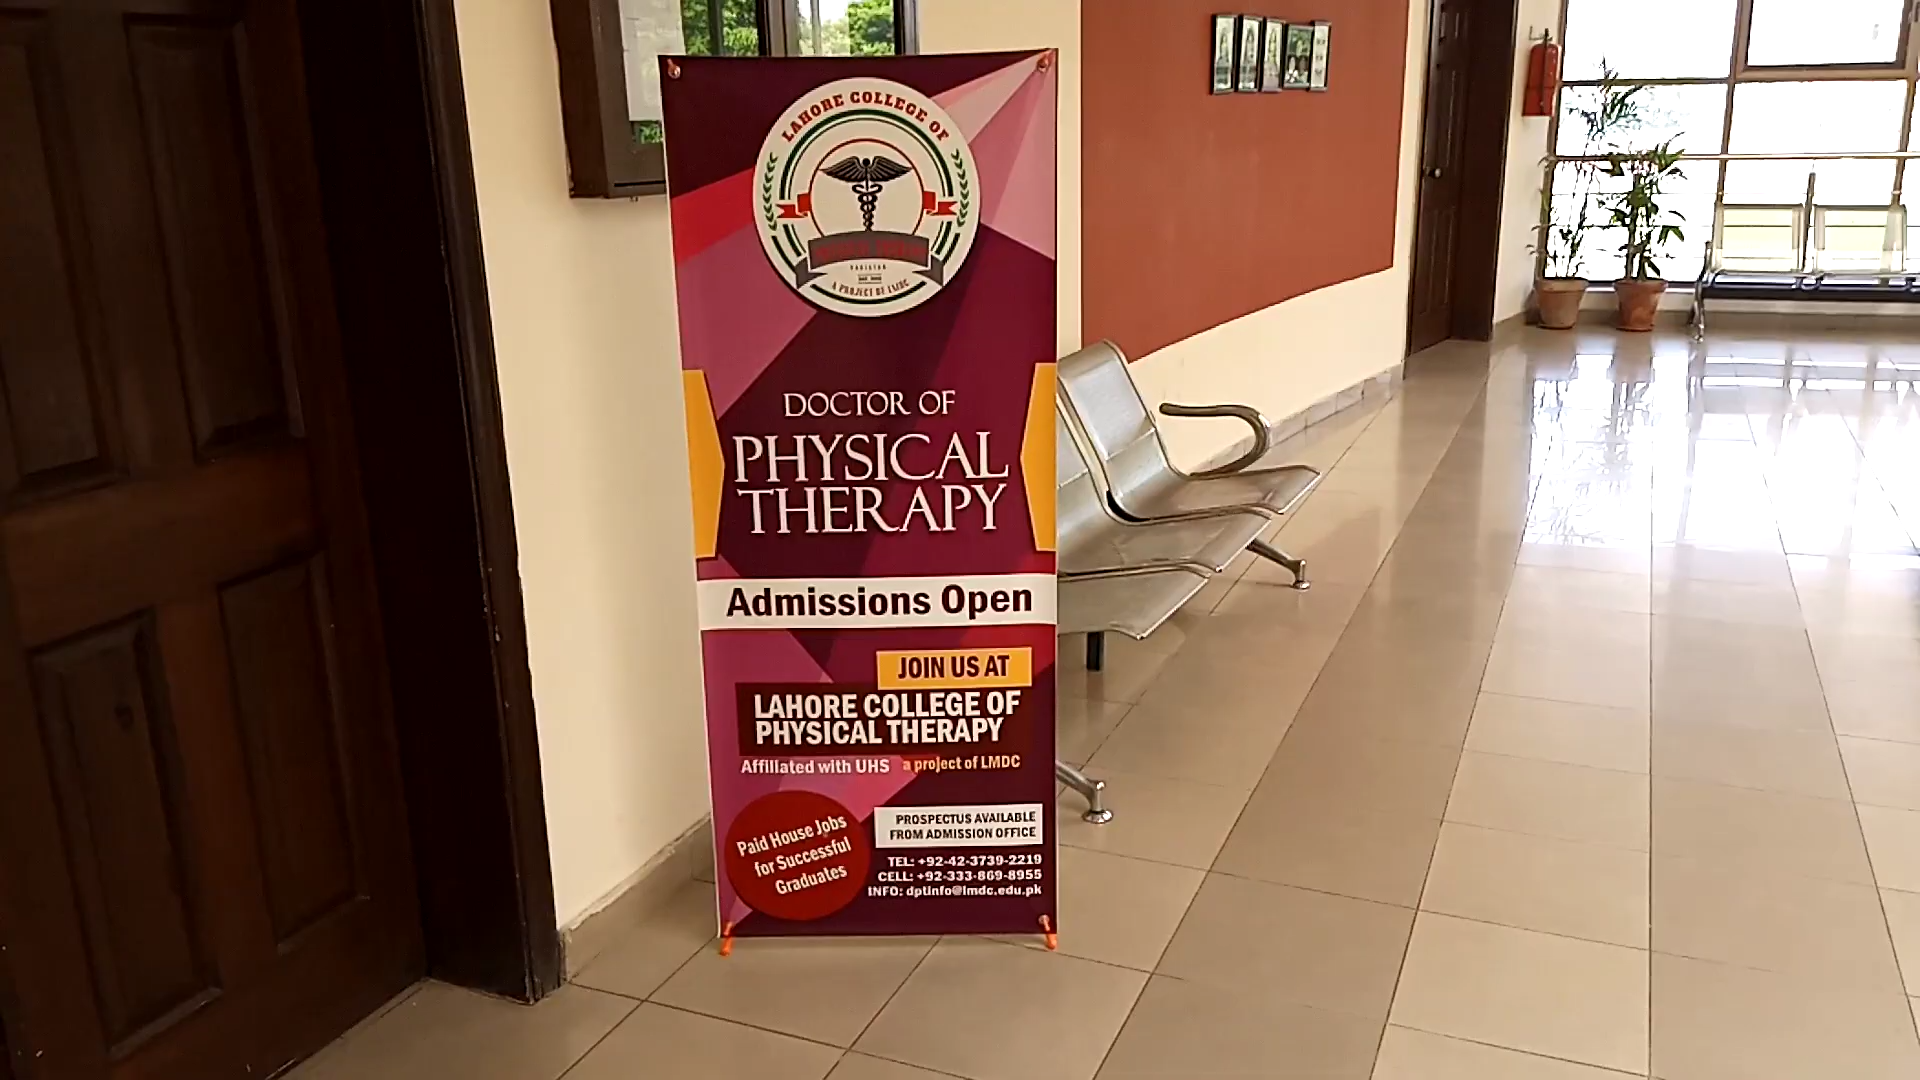 LAHORE COLLEGE OF
PAKISTAN
A PROJECT OF LMDC
DOCTOR OF
PHYSICAL
THERAPY
Admissions Open
JOIN US AT
LAHORE COLLEGE OF
PHYSICAL THERAPY
Affiliated with UHS a project of LMDC
Paid House Jobs
for Successful
Graduates
PROSPECTUS AVAILABLE
FROM ADMISSION OFFICE
TEL: +92-42-3739-2219
CELL: +92-333-869-8955
INFO: dptinfo@lmdc.edu.pk